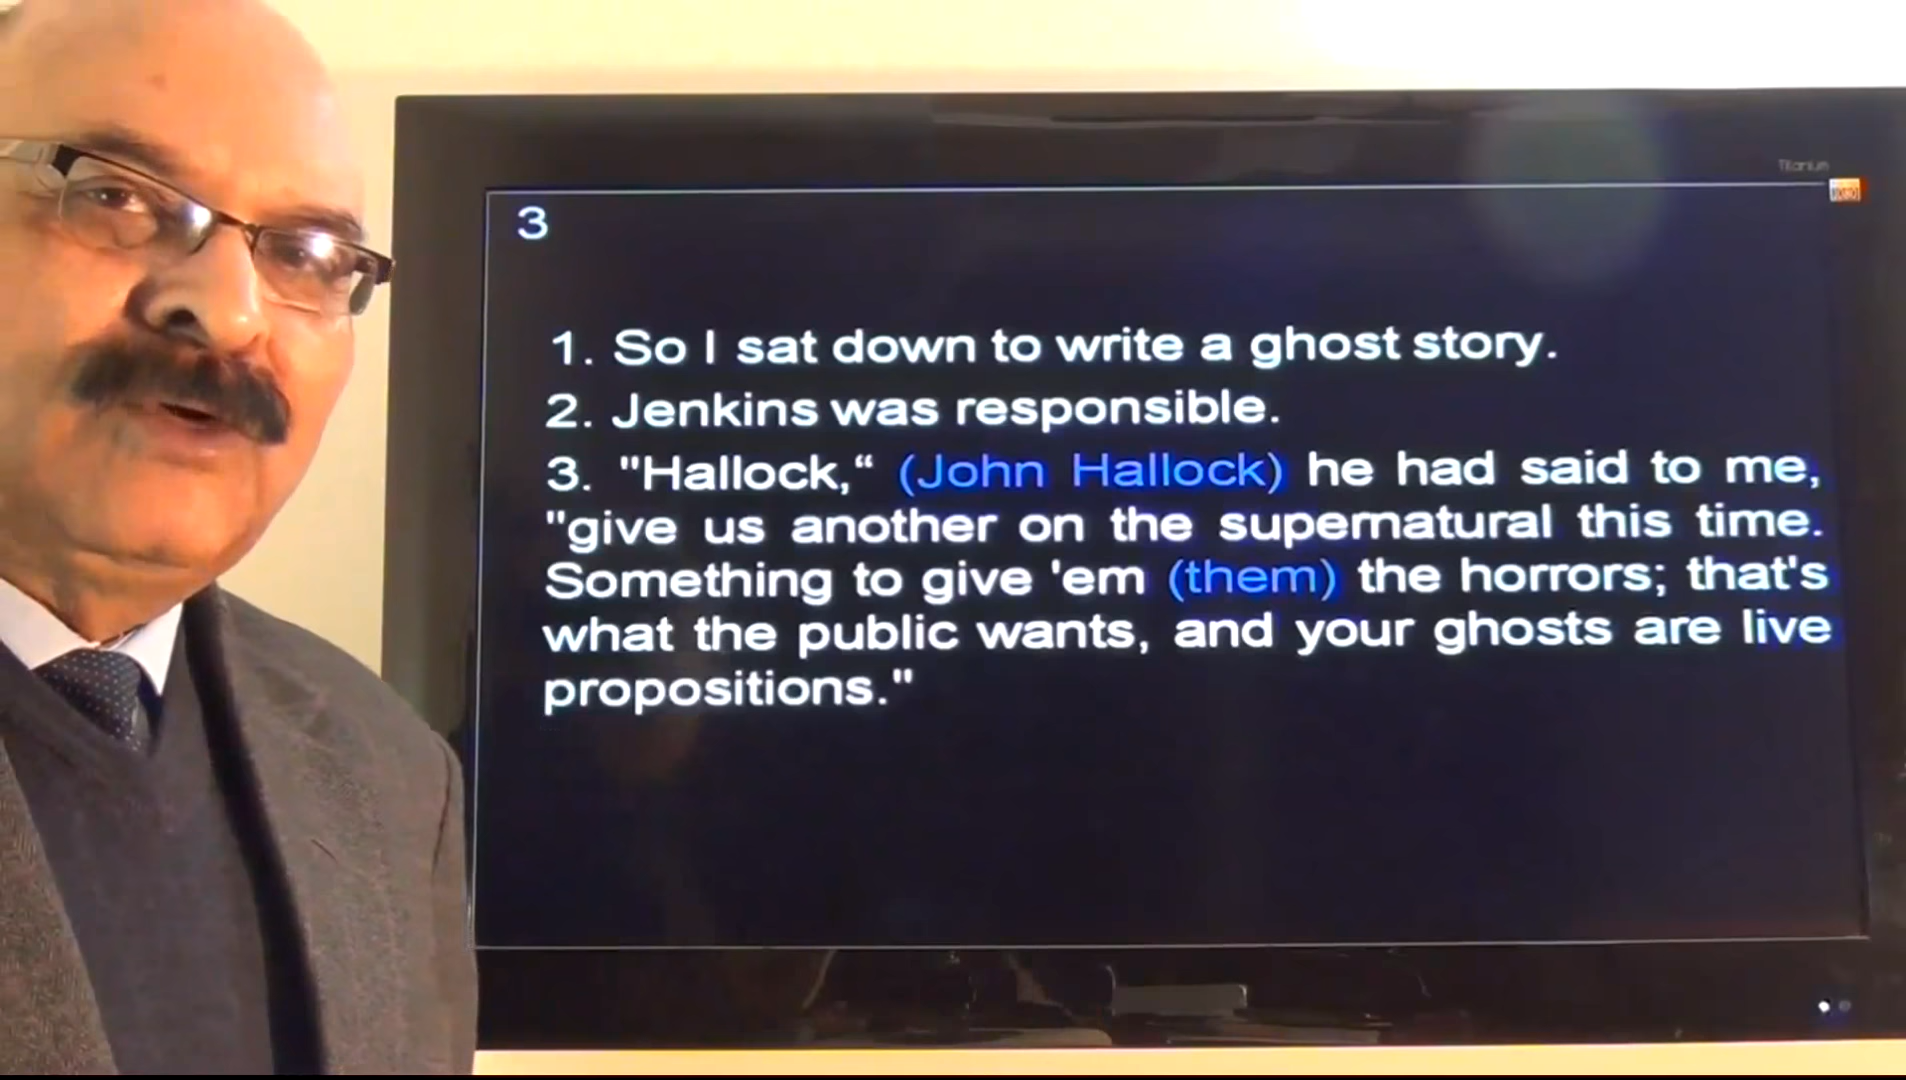 Titanium
1080
3
1. So I sat down to write a ghost story.
2. Jenkins was responsible.
3. "Hallock,“ (John Hallock) he had said to me,
"give us another on the supernatural this time.
Something to give 'em (them) the horrors; that's
what the public wants, and your ghosts are live
propositions."